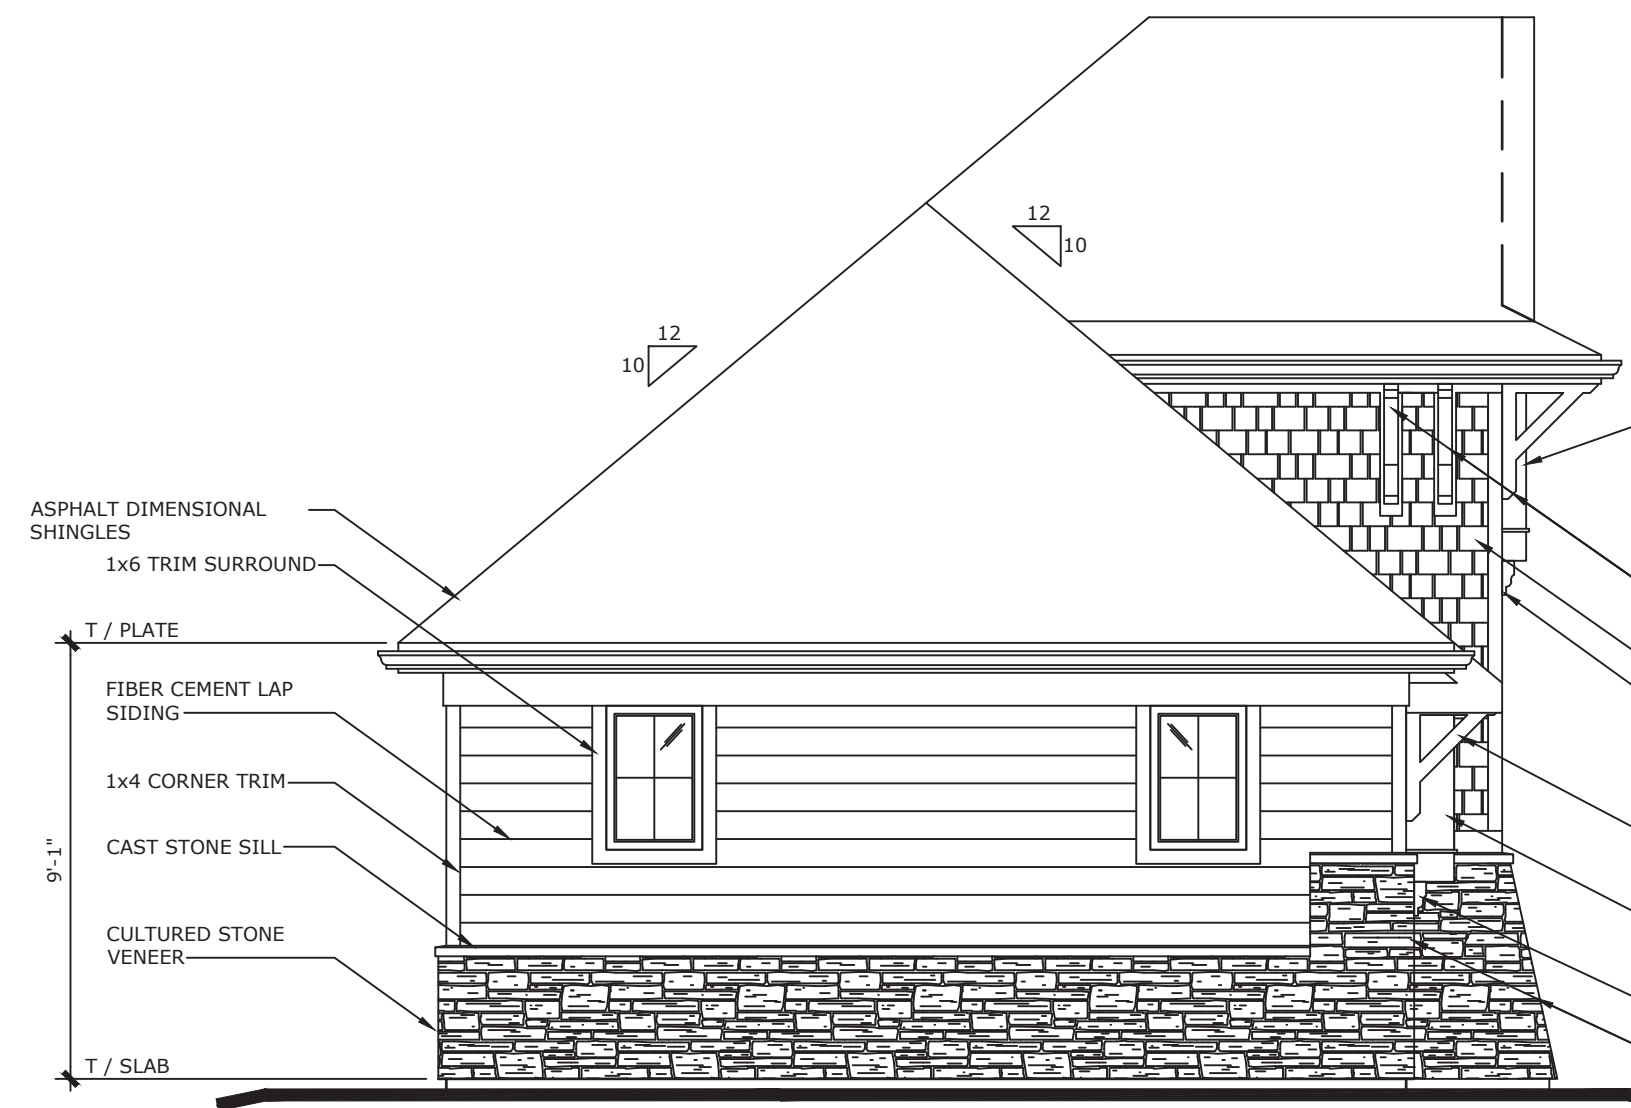 12
10
12
10
ASPHALT DIMENSIONAL
SHINGLES
1x6 TRIM SURROUND
T / PLATE
FIBER CEMENT LAP
SIDING
1x4 CORNER TRIM
CAST STONE SILL
9'-1"
CULTURED STONE
VENEER
T / SLAB